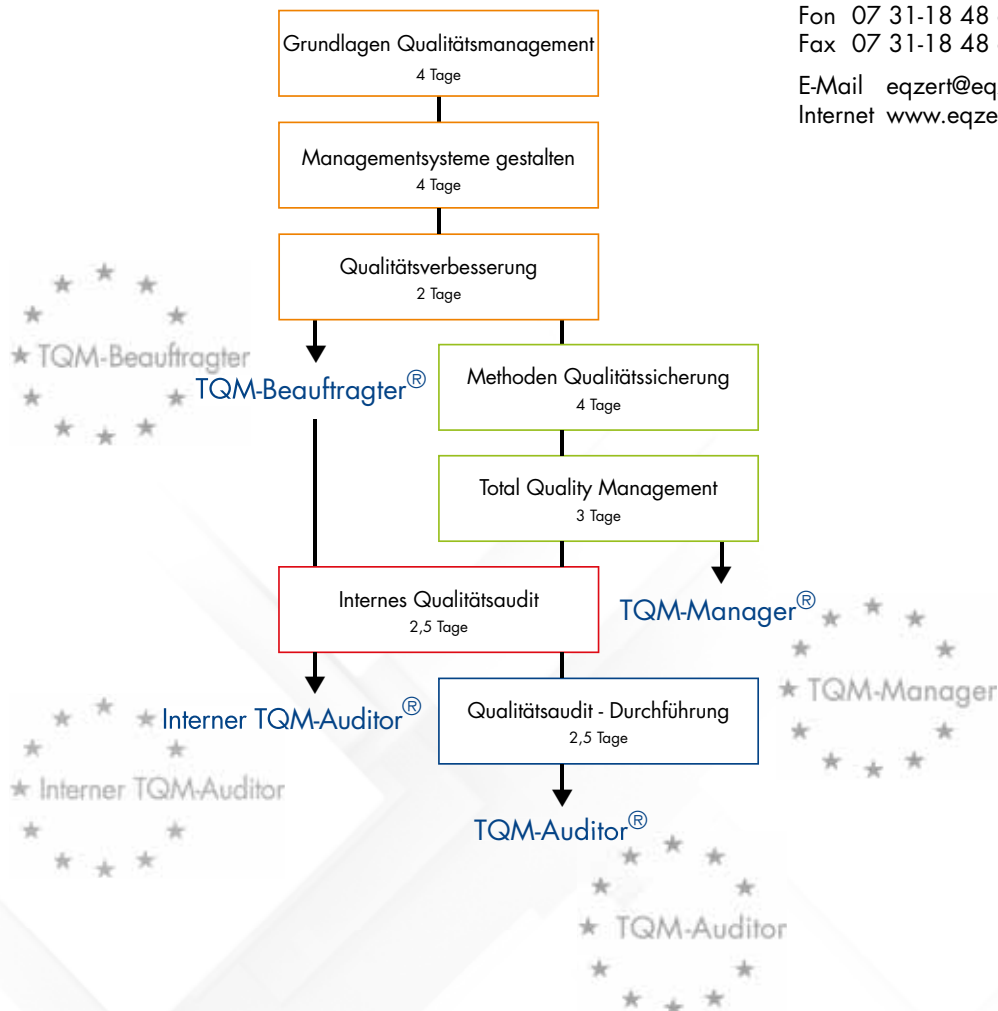 Fon 07 31-18 48
Fax 07 31-18 48
E-Mail eqzert@eq
Internet www.eqze
Grundlagen Qualitätsmanagement
4 Tage
Managementsysteme gestalten
4 Tage
Qualitätsverbesserung
2 Tage
TQM-Beauftragter
TQM-Beauftragter®
Methoden Qualitätssicherung
4 Tage
Total Quality Management
3 Tage
Internes Qualitätsaudit
2,5 Tage
TQM-Manager®
TQM-Manager
Interner TQM-Auditor®
Qualitätsaudit - Durchführung
2,5 Tage
Interner TQM-Auditor
TQM-Auditor®
TQM-Auditor